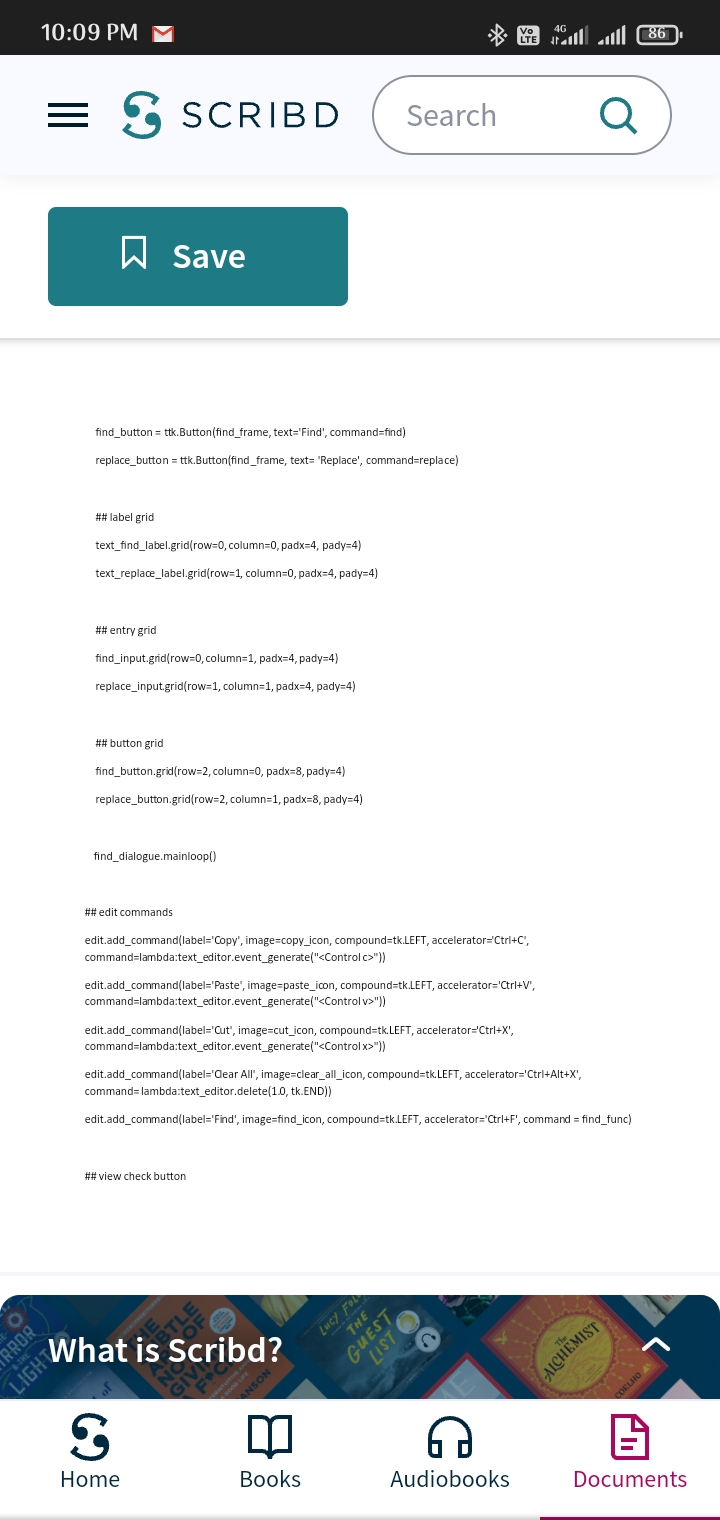 10:09 PM
Vo LTE
4G
86
SCRIBD
Search
Save
find_button = ttk.Button(find_frame, text='Find', command=find)
replace_button = ttk.Button(find_frame, text= 'Replace', command=replace)
## label grid
text_find_label.grid(row=0, column=0, padx=4, pady=4)
text_replace_label.grid(row=1, column=0, padx=4, pady=4)
## entry grid
find_input.grid(row=0, column=1, padx=4, pady=4)
replace_input.grid(row=1, column=1, padx=4, pady=4)
## button grid
find_button.grid(row=2, column=0, padx=8, pady=4)
replace_button.grid(row=2, column=1, padx=8, pady=4)
find_dialogue.mainloop()
## edit commands
edit.add_command(label='Copy', image=copy_icon, compound=tk.LEFT, accelerator='Ctrl+C',
command=lambda:text_editor.event_generate("<Control c>"))
edit.add_command(label='Paste', image=paste_icon, compound=tk.LEFT, accelerator='Ctrl+V',
command=lambda:text_editor.event_generate("<Control v>"))
edit.add_command(label='Cut', image=cut_icon, compound=tk.LEFT, accelerator='Ctrl+X',
command=lambda:text_editor.event_generate("<Control x>"))
edit.add_command(label='Clear All', image=clear_all_icon, compound=tk.LEFT, accelerator='Ctrl+Alt+X',
command= lambda:text_editor.delete(1.0, tk.END))
edit.add_command(label='Find', image=find_icon, compound=tk.LEFT, accelerator='Ctrl+F', command = find_func)
## view check button
What is Scribd?
THE GUEST LIST
ALCHEMIST
COELHO
Home
Books
Audiobooks
Documents